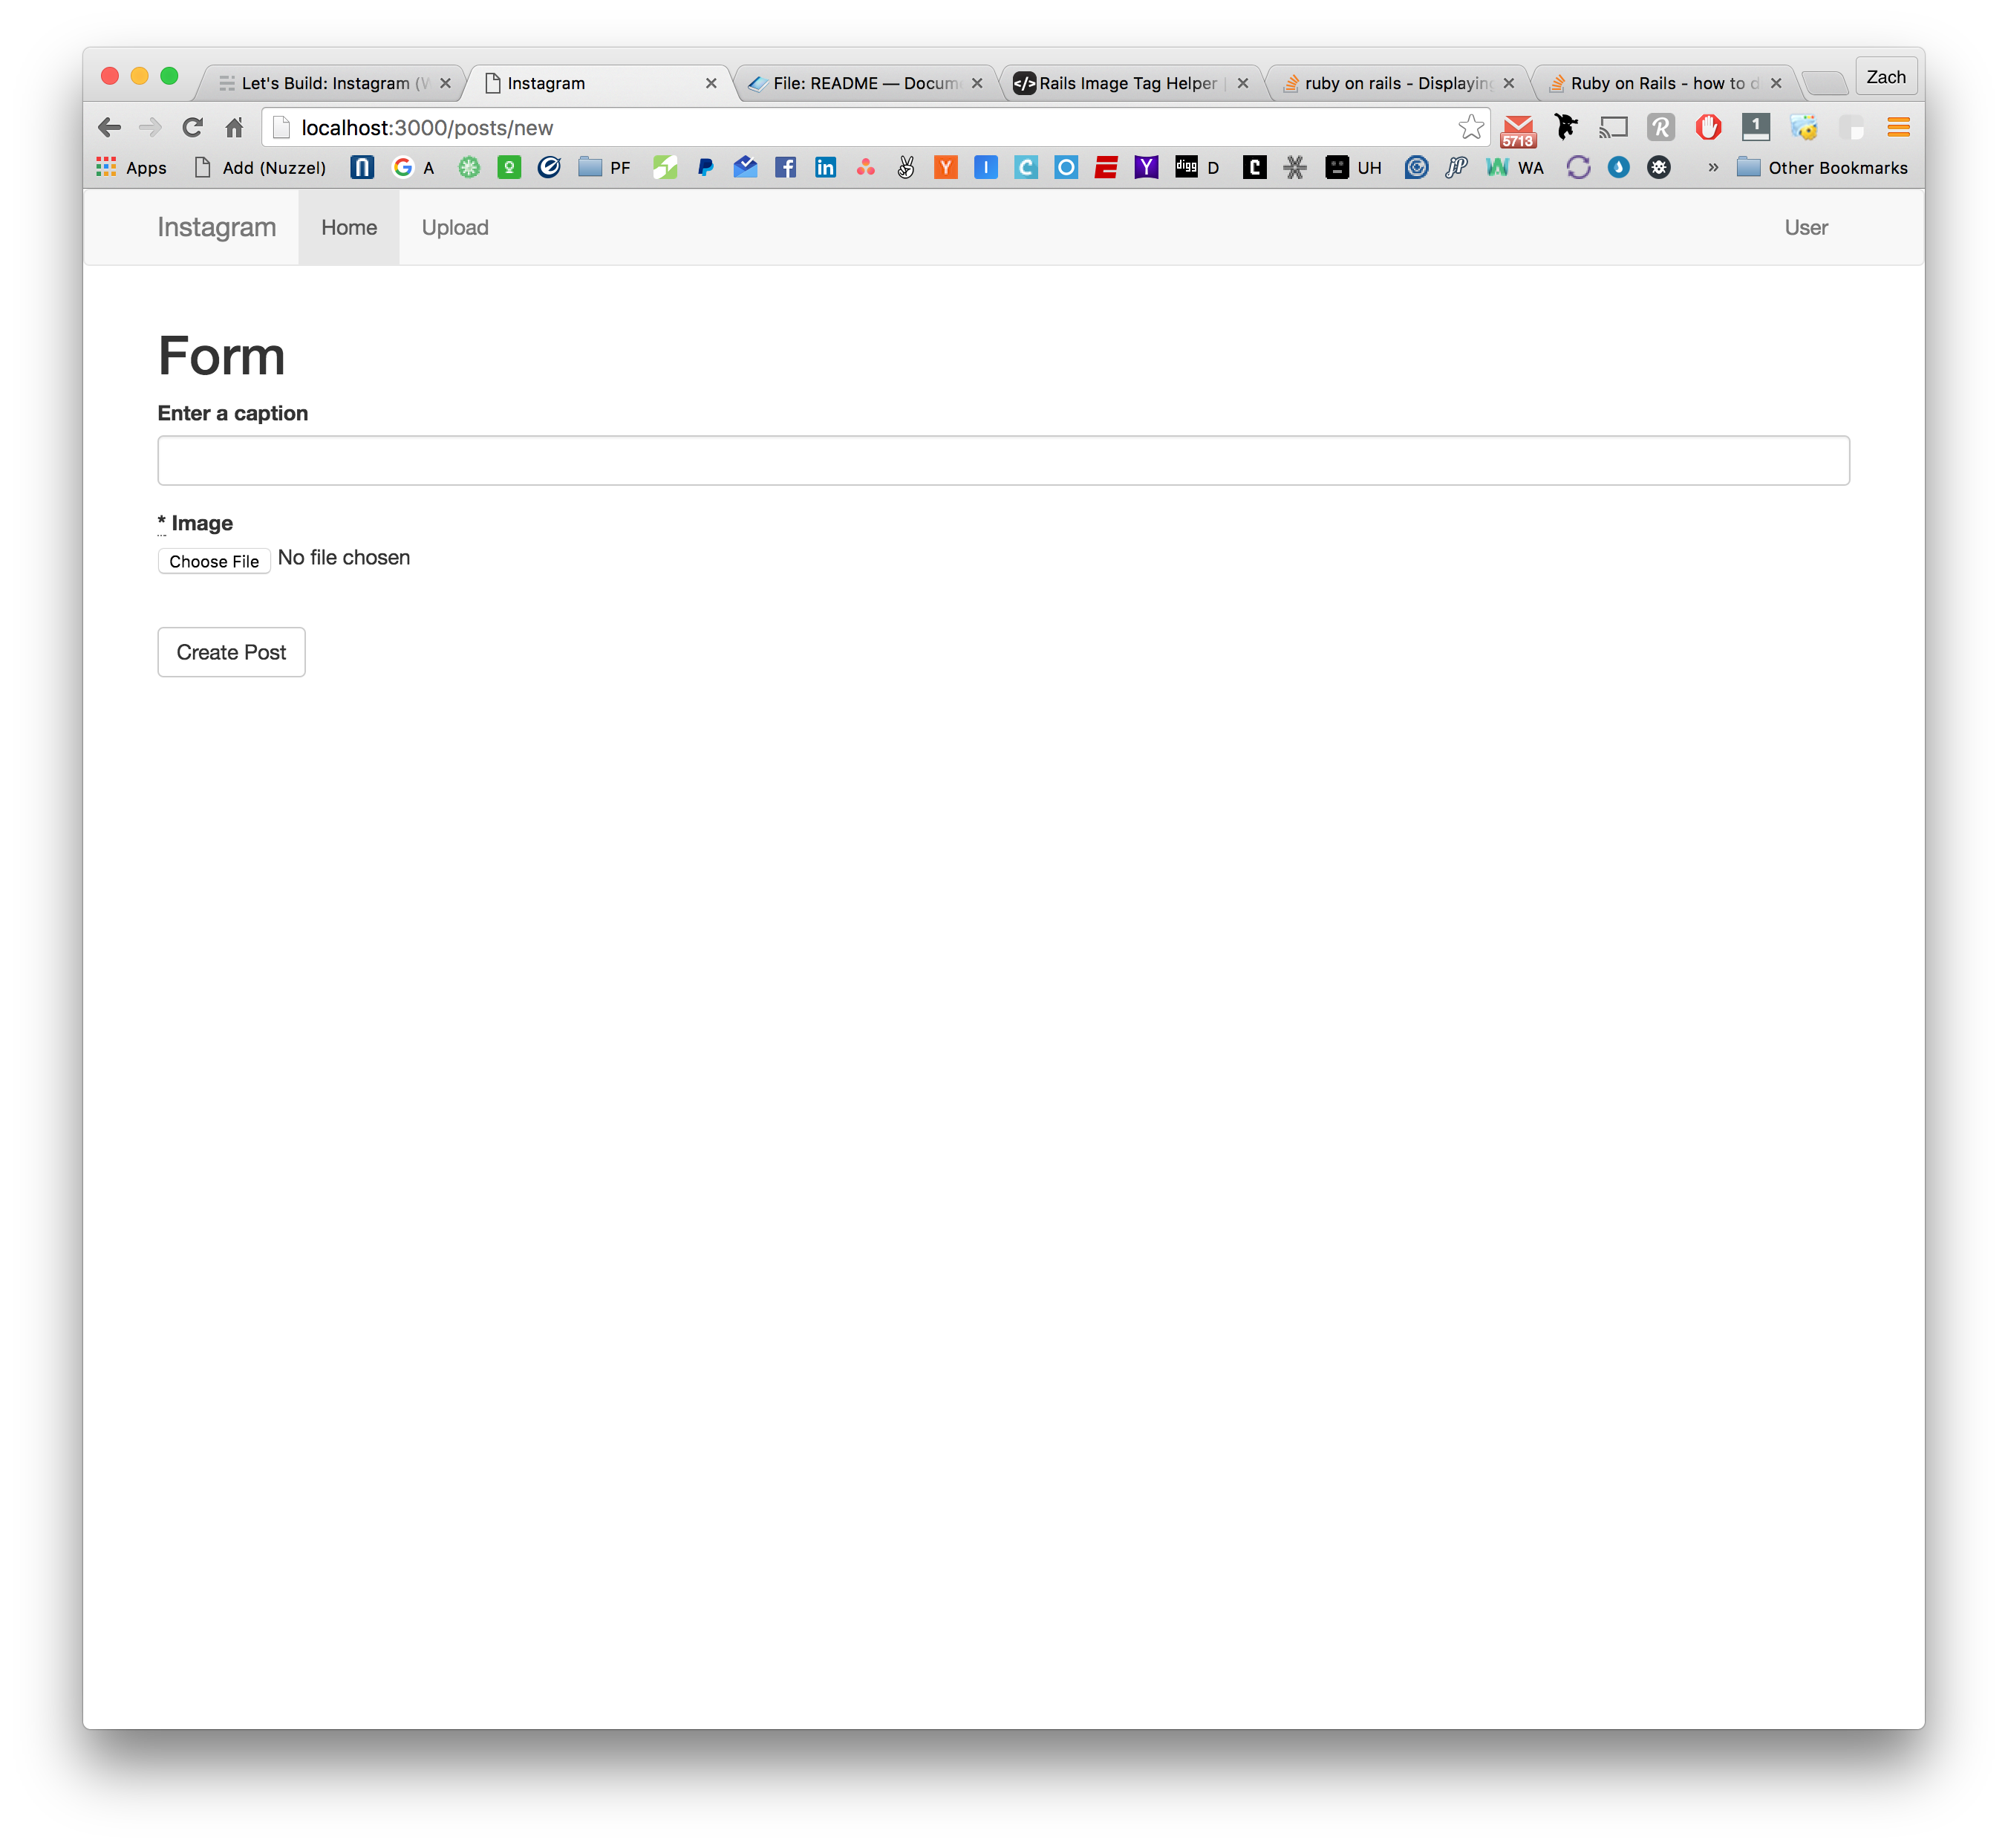 Let's Build: Instagram (
Instagram
File: README — Docum
Rails Image Tag Helper |
ruby on rails - Displaying
Ruby on Rails - how to d
Zach
localhost:3000/posts/new
5713
1
Apps
Add (Nuzzel)
A
PF
digg D
UH
WA
»
Other Bookmarks
Instagram
Home
Upload
User
Form
Enter a caption
* Image
Choose File No file chosen
Create Post